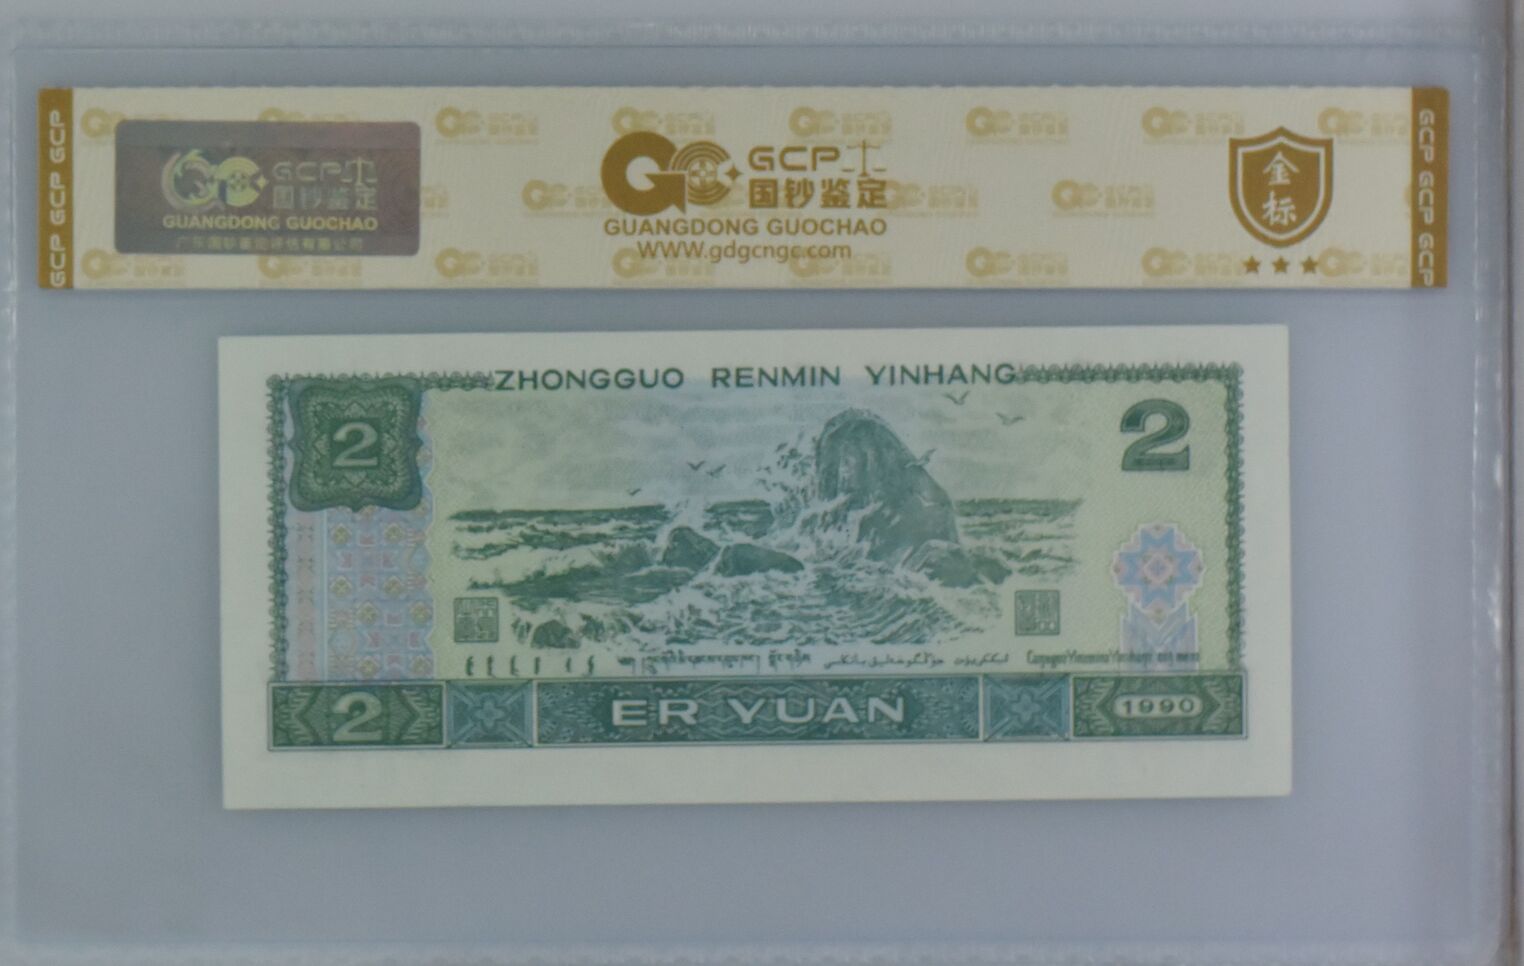 GCP GCP GCP
GCP
国钞鉴定
GUANGDONG GUOCHAO
GCP
国钞鉴定
GUANGDONG GUOCHAO
WWW.gdgcngc.com
金
标
GCP GCP GCP
ZHONGGUO RENMIN YINHANG
2
2
2
ER YUAN
1990